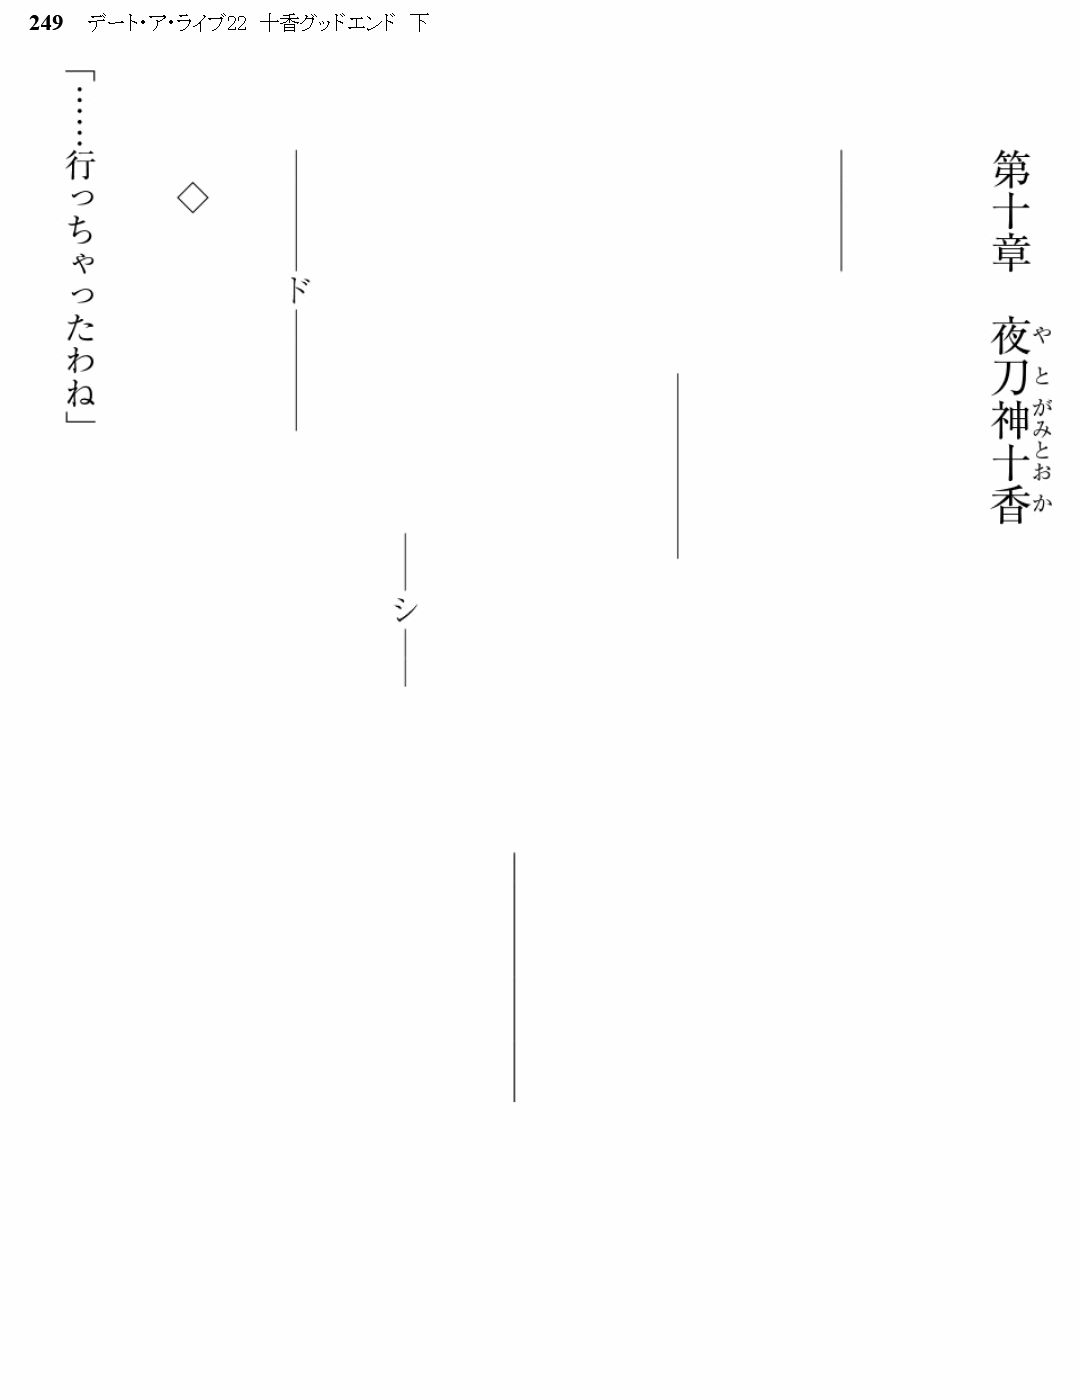 249 デート・ア・ライブ22 十香グッドエンド 下
第十章 夜刀神十香
やとがみとおか
――
―――
――――
―シ―
――ド――
◇
「……行っちゃったわね」